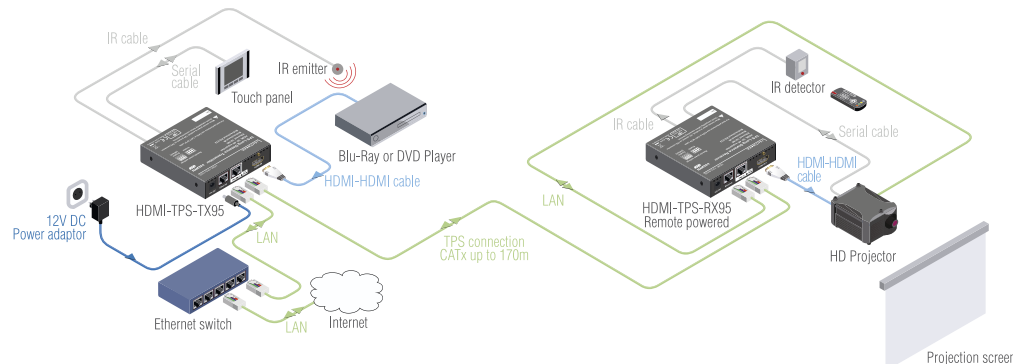 IR cable
Serial
cable
Touch panel
IR emitter
Blu-Ray or DVD Player
HDMI-HDMI cable
HDMI-TPS-TX95
12V DC
Power adaptor
LAN
Ethernet switch
LAN
Internet
TPS connection
CATx up to 170m
LAN
IR cable
IR detector
Serial cable
HDMI-HDMI
cable
HDMI-TPS-RX95
Remote powered
HD Projector
Projection screen